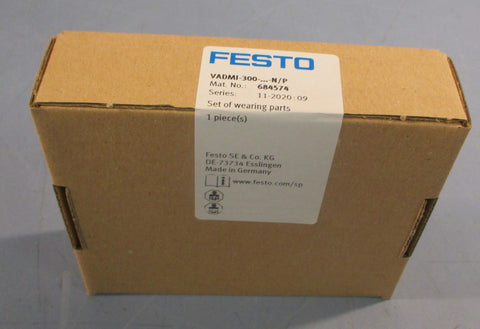 FESTO
VADMI-300-...-N/P
Mat. No.: 684574
Series: 11-2020:09
Set of wearing parts
1 piece(s)
Festo SE & Co. KG
DE-73734 Esslingen
Made in Germany
www.festo.com/sp